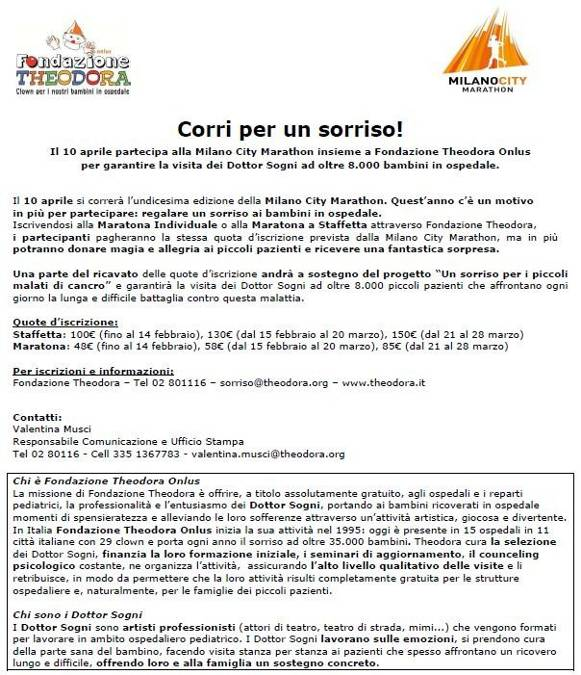 onlus
Fondazione
THEODORA
Clown per i nostri bambini in ospedale
MILANOCITY
MARATHON
Corri per un sorriso!
Il 10 aprile partecipa alla Milano City Marathon insieme a Fondazione Theodora Onlus
per garantire la visita dei Dottor Sogni ad oltre 8.000 bambini in ospedale.
Il 10 aprile si correrà l'undicesima edizione della Milano City Marathon. Quest'anno c'è un motivo
in più per partecipare: regalare un sorriso ai bambini in ospedale.
Iscrivendosi alla Maratona Individuale o alla Maratona a Staffetta attraverso Fondazione Theodora,
i partecipanti pagheranno la stessa quota d'iscrizione prevista dalla Milano City Marathon, ma in più
potranno donare magia e allegria ai piccoli pazienti e ricevere una fantastica sorpresa.
Una parte del ricavato delle quote d'iscrizione andrà a sostegno del progetto "Un sorriso per i piccoli
malati di cancro" e garantirà la visita dei Dottor Sogni ad oltre 8.000 piccoli pazienti che affrontano ogni
giorno la lunga e difficile battaglia contro questa malattia.
Quote d'iscrizione:
Staffetta: 100€ (fino al 14 febbraio), 130€ (dal 15 febbraio al 20 marzo), 150€ (dal 21 al 28 marzo)
Maratona: 48€ (fino al 14 febbraio), 58€ (dal 15 febbraio al 20 marzo), 85€ (dal 21 al 28 marzo)
Per iscrizioni e informazioni:
Fondazione Theodora – Tel 02 801116 – sorriso@theodora.org – www.theodora.it
Contatti:
Valentina Musci
Responsabile Comunicazione e Ufficio Stampa
Tel 02 80116 - Cell 335 1367783 - valentina.musci@theodora.org
Chi è Fondazione Theodora Onlus
La missione di Fondazione Theodora è offrire, a titolo assolutamente gratuito, agli ospedali e i reparti
pediatrici, la professionalità e l'entusiasmo dei Dottor Sogni, portando ai bambini ricoverati in ospedale
momenti di spensieratezza e alleviando le loro sofferenze attraverso un'attività artistica, giocosa e divertente.
In Italia Fondazione Theodora Onlus inizia la sua attività nel 1995: oggi è presente in 15 ospedali in 11
città italiane con 29 clown e porta ogni anno il sorriso ad oltre 35.000 bambini. Theodora cura la selezione
dei Dottor Sogni, finanzia la loro formazione iniziale, i seminari di aggiornamento, il counceling
psicologico costante, ne organizza l'attività, assicurando l'alto livello qualitativo delle visite e li
retribuisce, in modo da permettere che la loro attività risulti completamente gratuita per le strutture
ospedaliere e, naturalmente, per le famiglie dei piccoli pazienti.
Chi sono i Dottor Sogni
I Dottor Sogni sono artisti professionisti (attori di teatro, teatro di strada, mimi...) che vengono formati
per lavorare in ambito ospedaliero pediatrico. I Dottor Sogni lavorano sulle emozioni, si prendono cura
della parte sana del bambino, facendo visita stanza per stanza ai pazienti che spesso affrontano un ricovero
lungo e difficile, offrendo loro e alla famiglia un sostegno concreto.